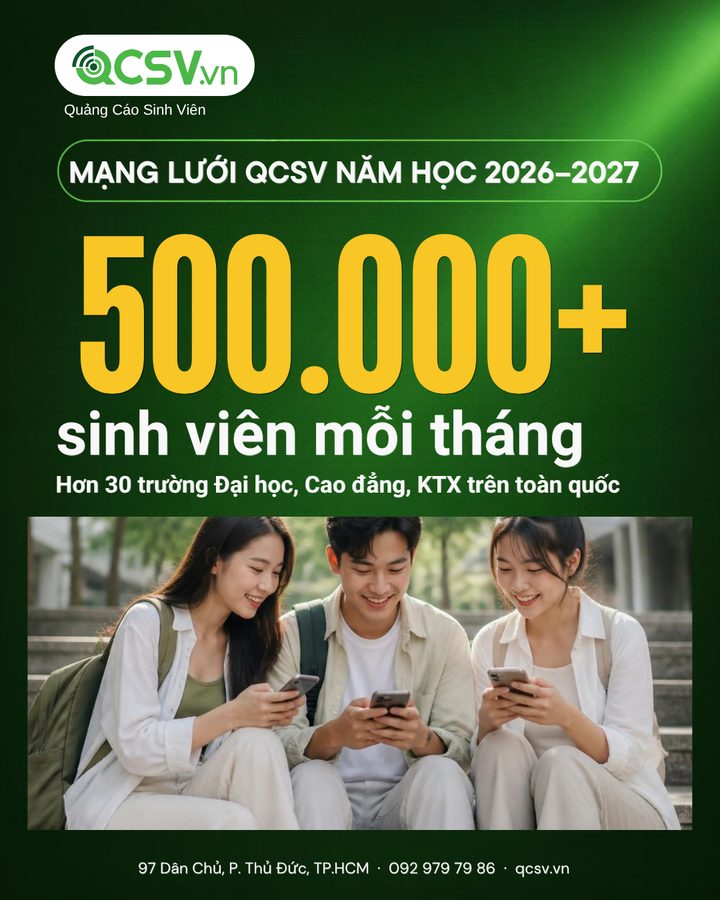 QCSV.vn
Quảng Cáo Sinh Viên
MẠNG LƯỚI QCSV NĂM HỌC 2026–2027
500.000+
sinh viên mỗi tháng
Hơn 30 trường Đại học, Cao đẳng, KTX trên toàn quốc
97 Dân Chủ, P. Thủ Đức, TP.HCM · 092 979 79 86 · qcsv.vn